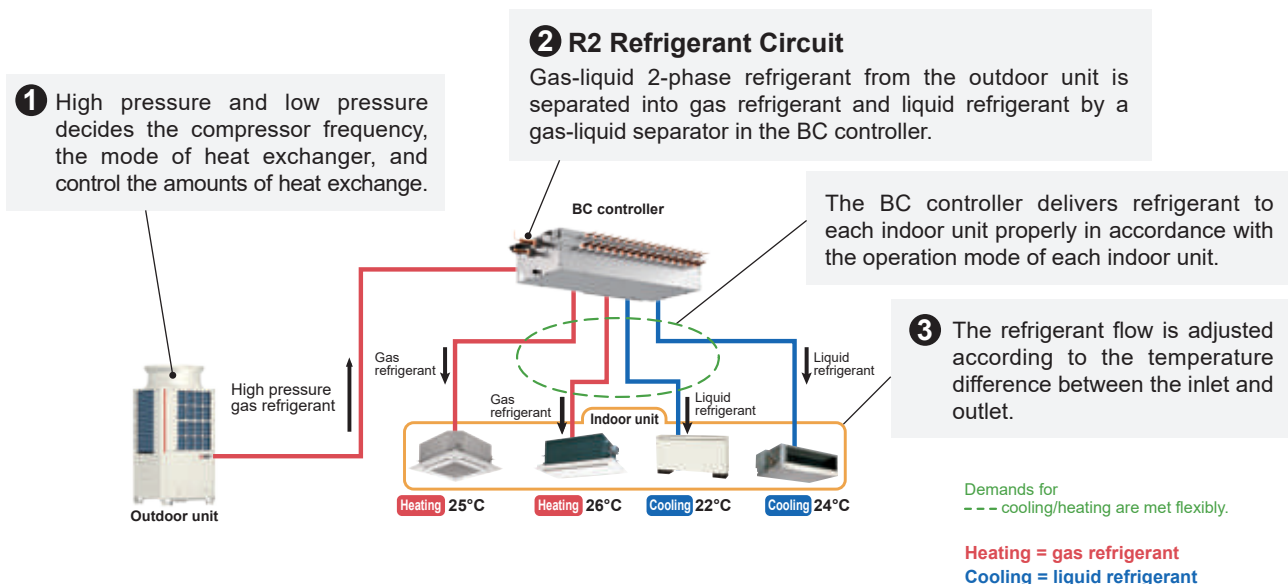 ❶ High pressure and low pressure
decides the compressor frequency,
the mode of heat exchanger, and
control the amounts of heat exchange.
❷ R2 Refrigerant Circuit
Gas-liquid 2-phase refrigerant from the outdoor unit is
separated into gas refrigerant and liquid refrigerant by a
gas-liquid separator in the BC controller.
BC controller
The BC controller delivers refrigerant to
each indoor unit properly in accordance with
the operation mode of each indoor unit.
❸ The refrigerant flow is adjusted
according to the temperature
difference between the inlet and
outlet.
High pressure
gas refrigerant
Gas
refrigerant
Gas
refrigerant
Liquid
refrigerant
Liquid
refrigerant
Indoor unit
Outdoor unit
Heating 25°C
Heating 26°C
Cooling 22°C
Cooling 24°C
Demands for
cooling/heating are met flexibly.
Heating = gas refrigerant
Cooling = liquid refrigerant